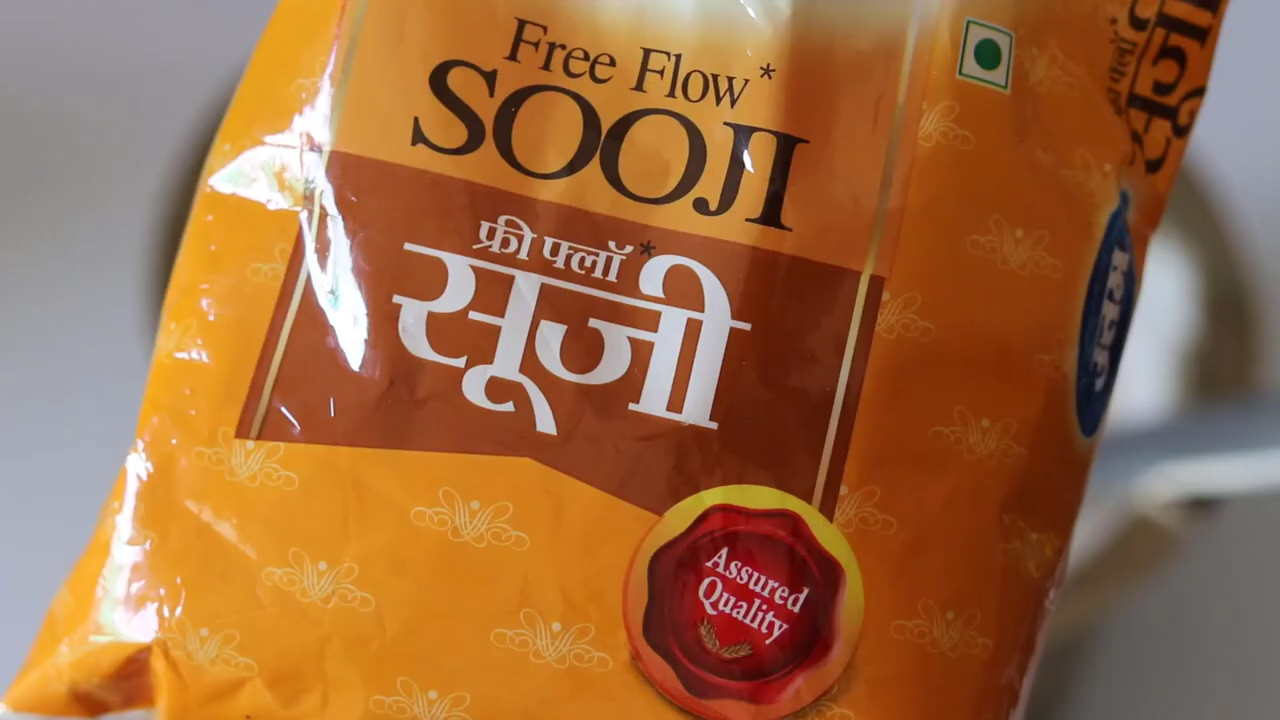 Free Flow*
SOOJI
फ्री फ्लॉ*
सूजी
Assured
Quality
फ्लॉ*
सूजी